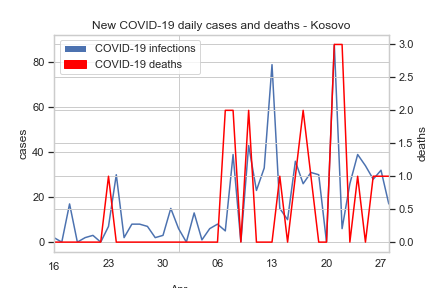 New COVID-19 daily cases and deaths - Kosovo
COVID-19 infections
COVID-19 deaths
80
60
40
20
0
cases
3.0
2.5
2.0
1.5
1.0
0.5
0.0
deaths
16 23 30 06 13 20 27
Apr